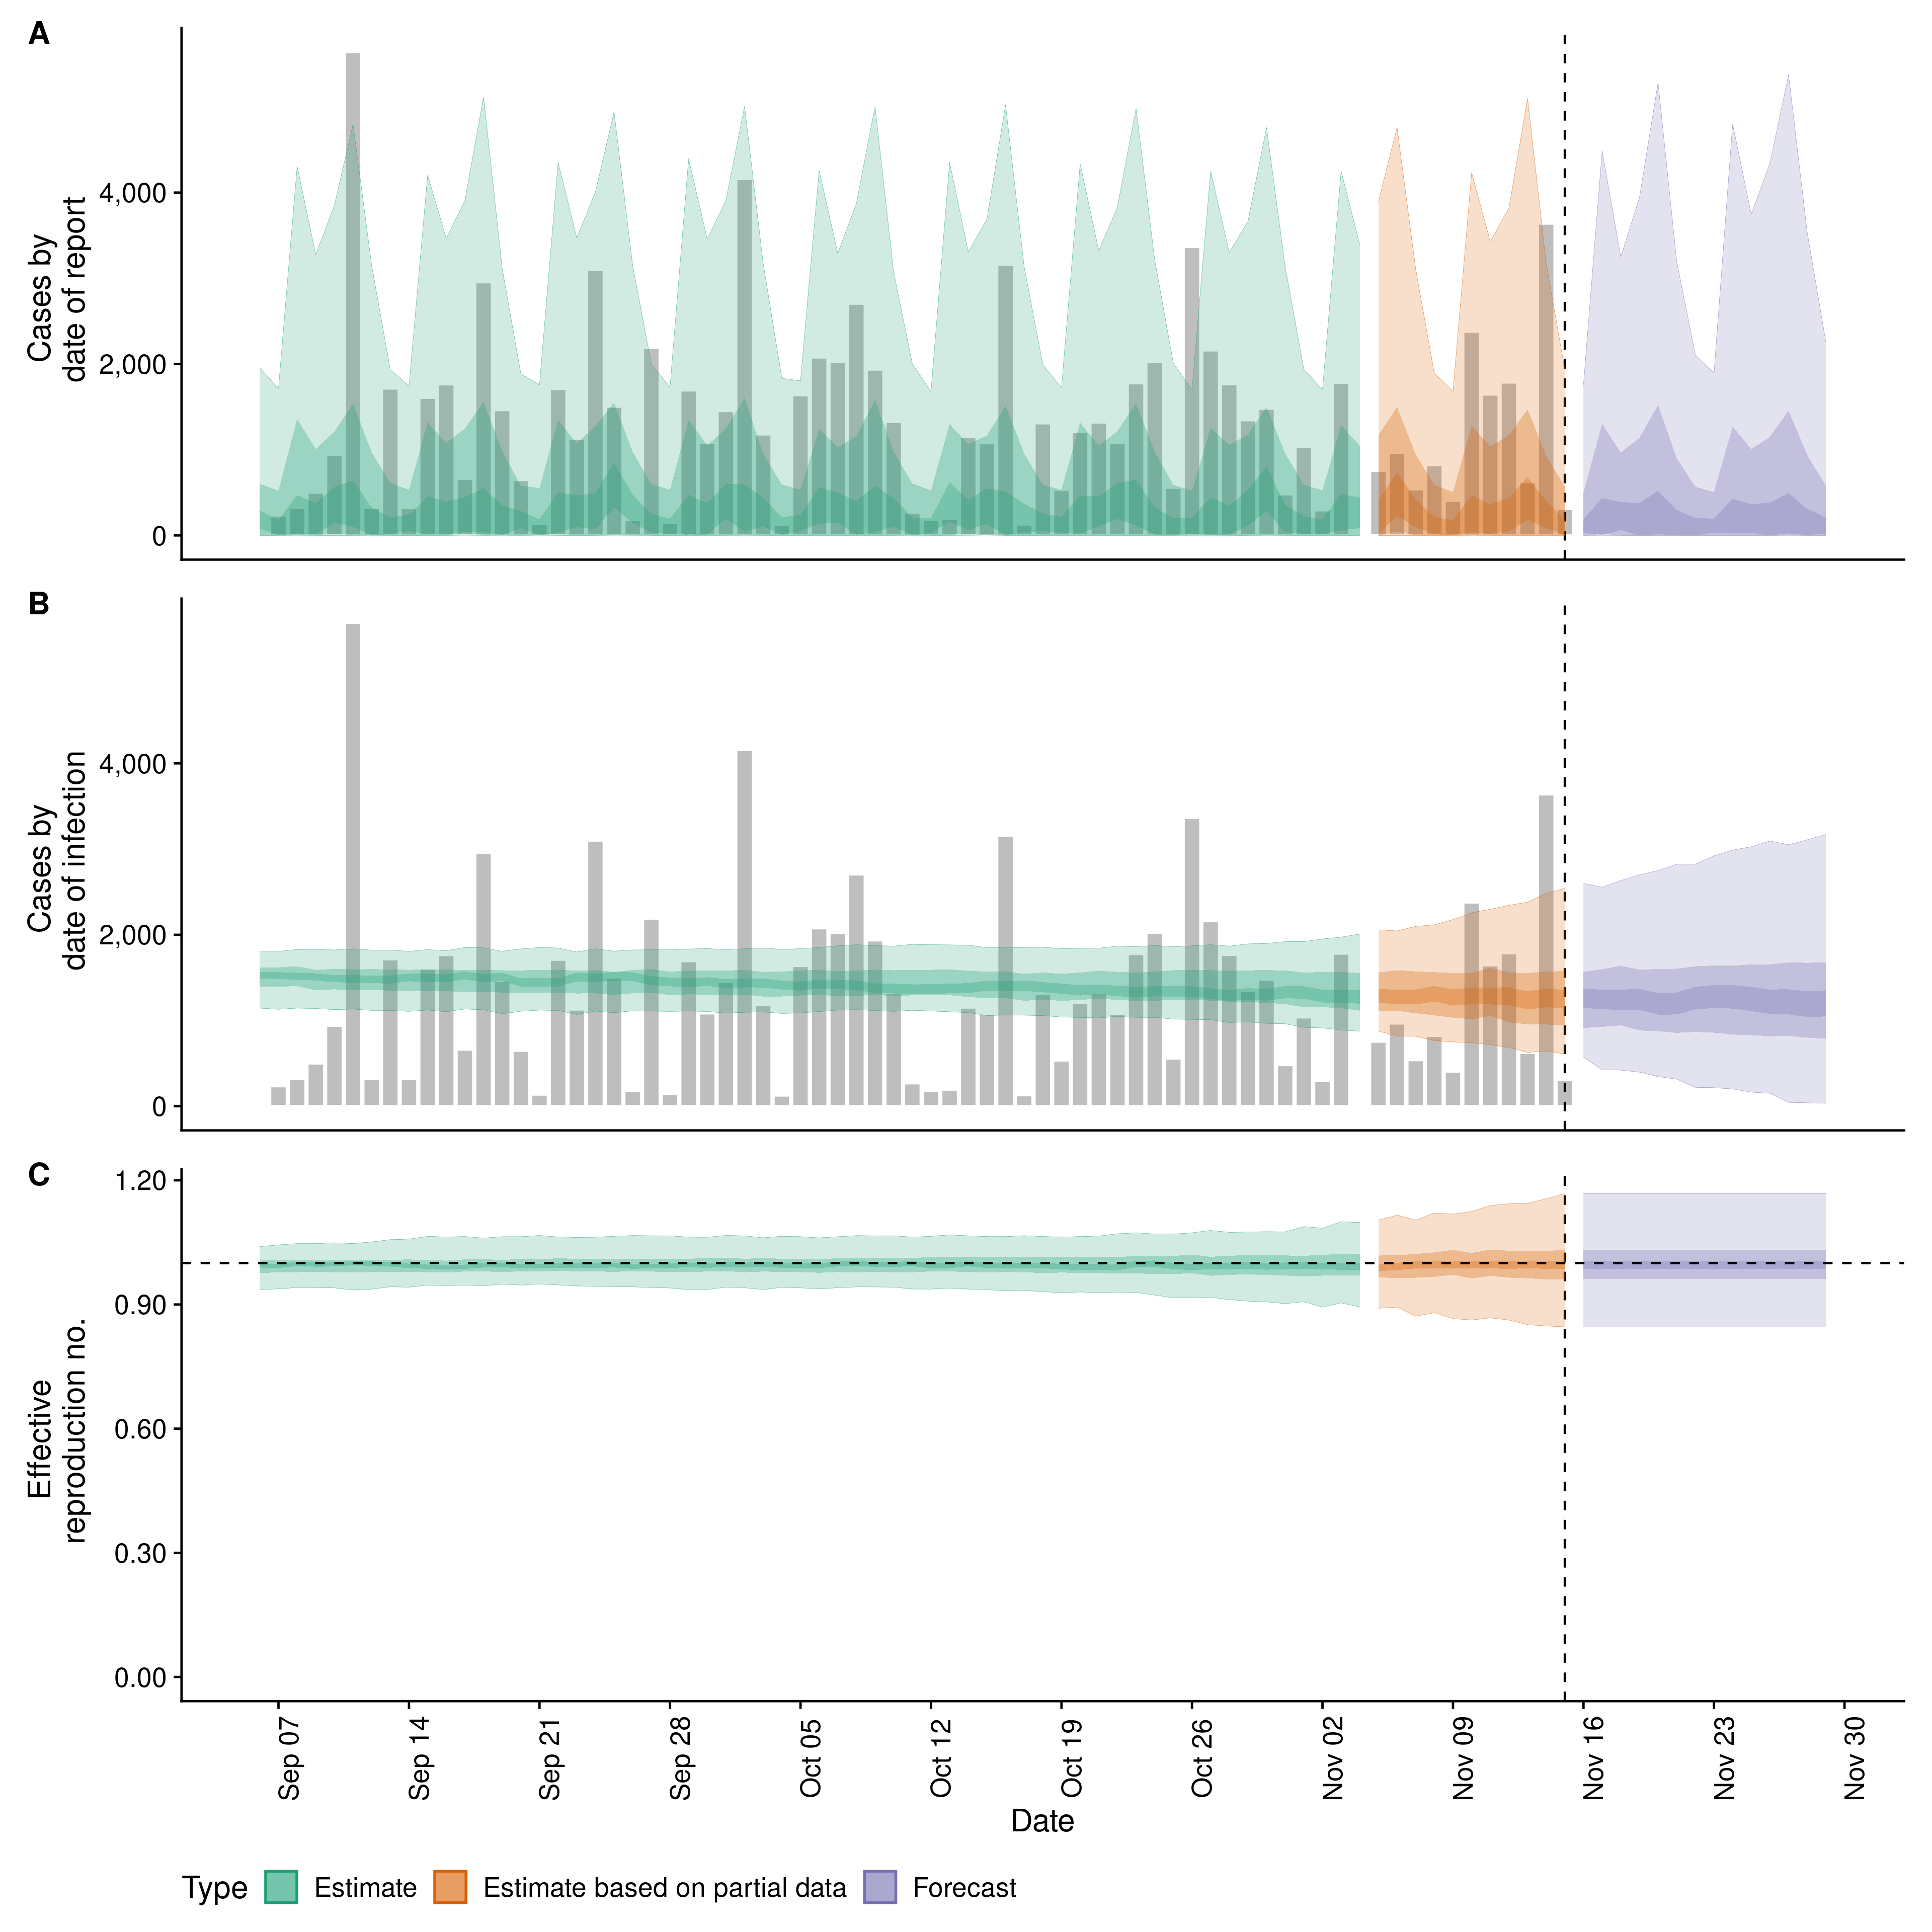 A
Cases by
date of report
4,000
2,000
0
B
Cases by
date of infection
4,000
2,000
0
C
Effective
reproduction no.
1.20
0.90
0.60
0.30
0.00
Sep 07
Sep 14
Sep 21
Sep 28
Oct 05
Oct 12
Oct 19
Oct 26
Nov 02
Nov 09
Nov 16
Nov 23
Nov 30
Date
Type Estimate Estimate based on partial data Forecast